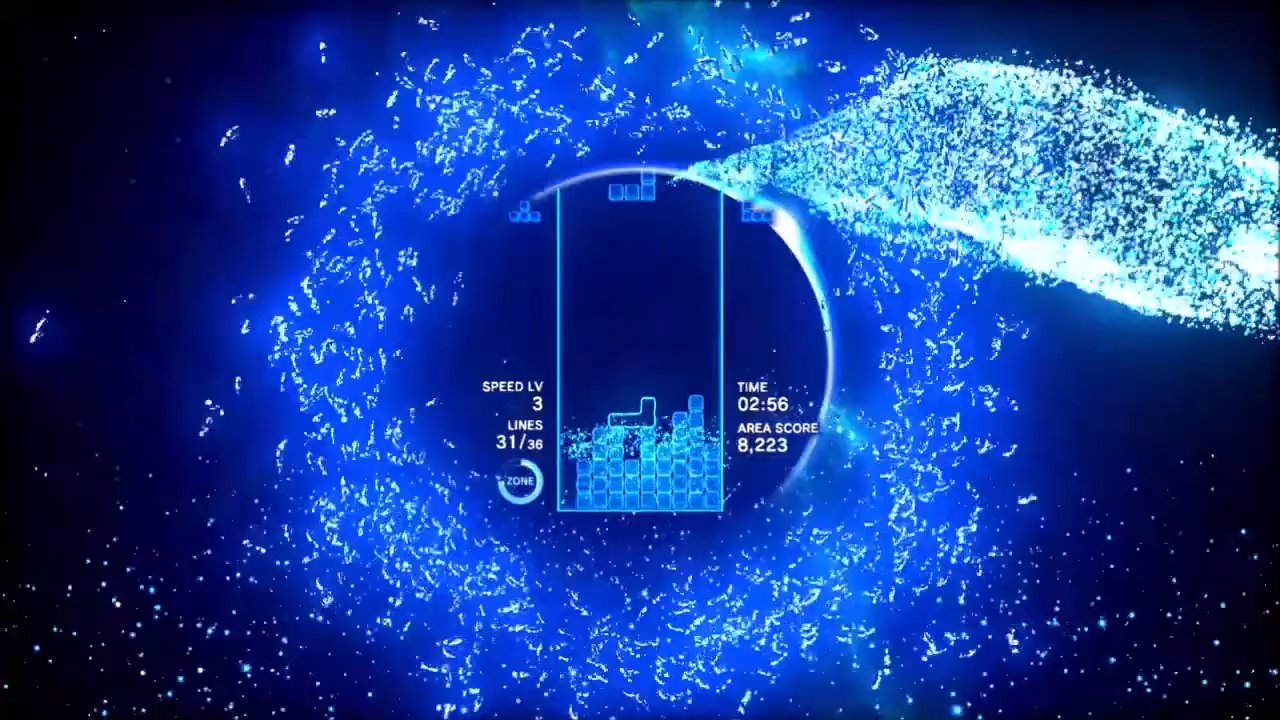 SPEED LV
3
LINES
31/36
ZONE
TIME
02:56
AREA SCORE
8,223